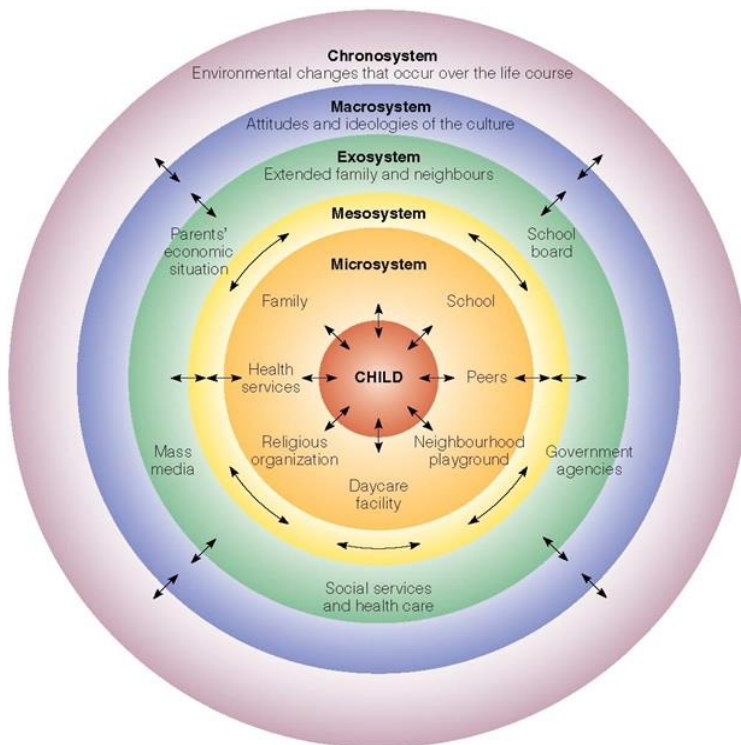 Chronosystem
Environmental changes that occur over the life course
Macrosystem
Attitudes and ideologies of the culture
Exosystem
Extended family and neighbours
Mesosystem
Parents'
economic
situation
School
board
Microsystem
Family
School
Health
services
CHILD
Peers
Religious
organization
Neighbourhood
playground
Mass
media
Government
agencies
Daycare
facility
Social services
and health care